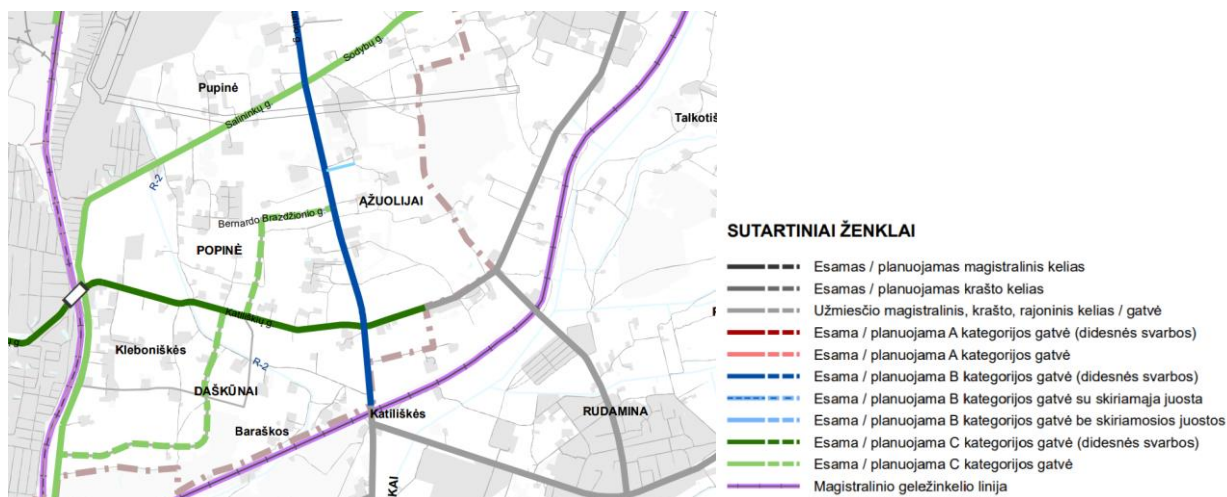 Sodybų g.
Pupinė
Salininkų g.
Talkotiš
R-2
ĄŽUOLIJAI
Bernardo Brazdžionio g.
POPINĖ
Katiliškių g.
Kleboniškės
R-2
DAŠKŪNAI
Katiliškės
RUDAMINA
Baraškos
KAI
SUTARTINIAI ŽENKLAI
Esamas / planuojamas magistralinis kelias
Esamas / planuojamas krašto kelias
Užmiesčio magistralinis, krašto, rajoninis kelias / gatvė
Esama / planuojama A kategorijos gatvė (didesnės svarbos)
Esama / planuojama A kategorijos gatvė
Esama / planuojama B kategorijos gatvė (didesnės svarbos)
Esama / planuojama B kategorijos gatvė su skiriamąja juosta
Esama / planuojama B kategorijos gatvė be skiriamosios juostos
Esama / planuojama C kategorijos gatvė (didesnės svarbos)
Esama / planuojama C kategorijos gatvė
Magistralinio geležinkelio linija